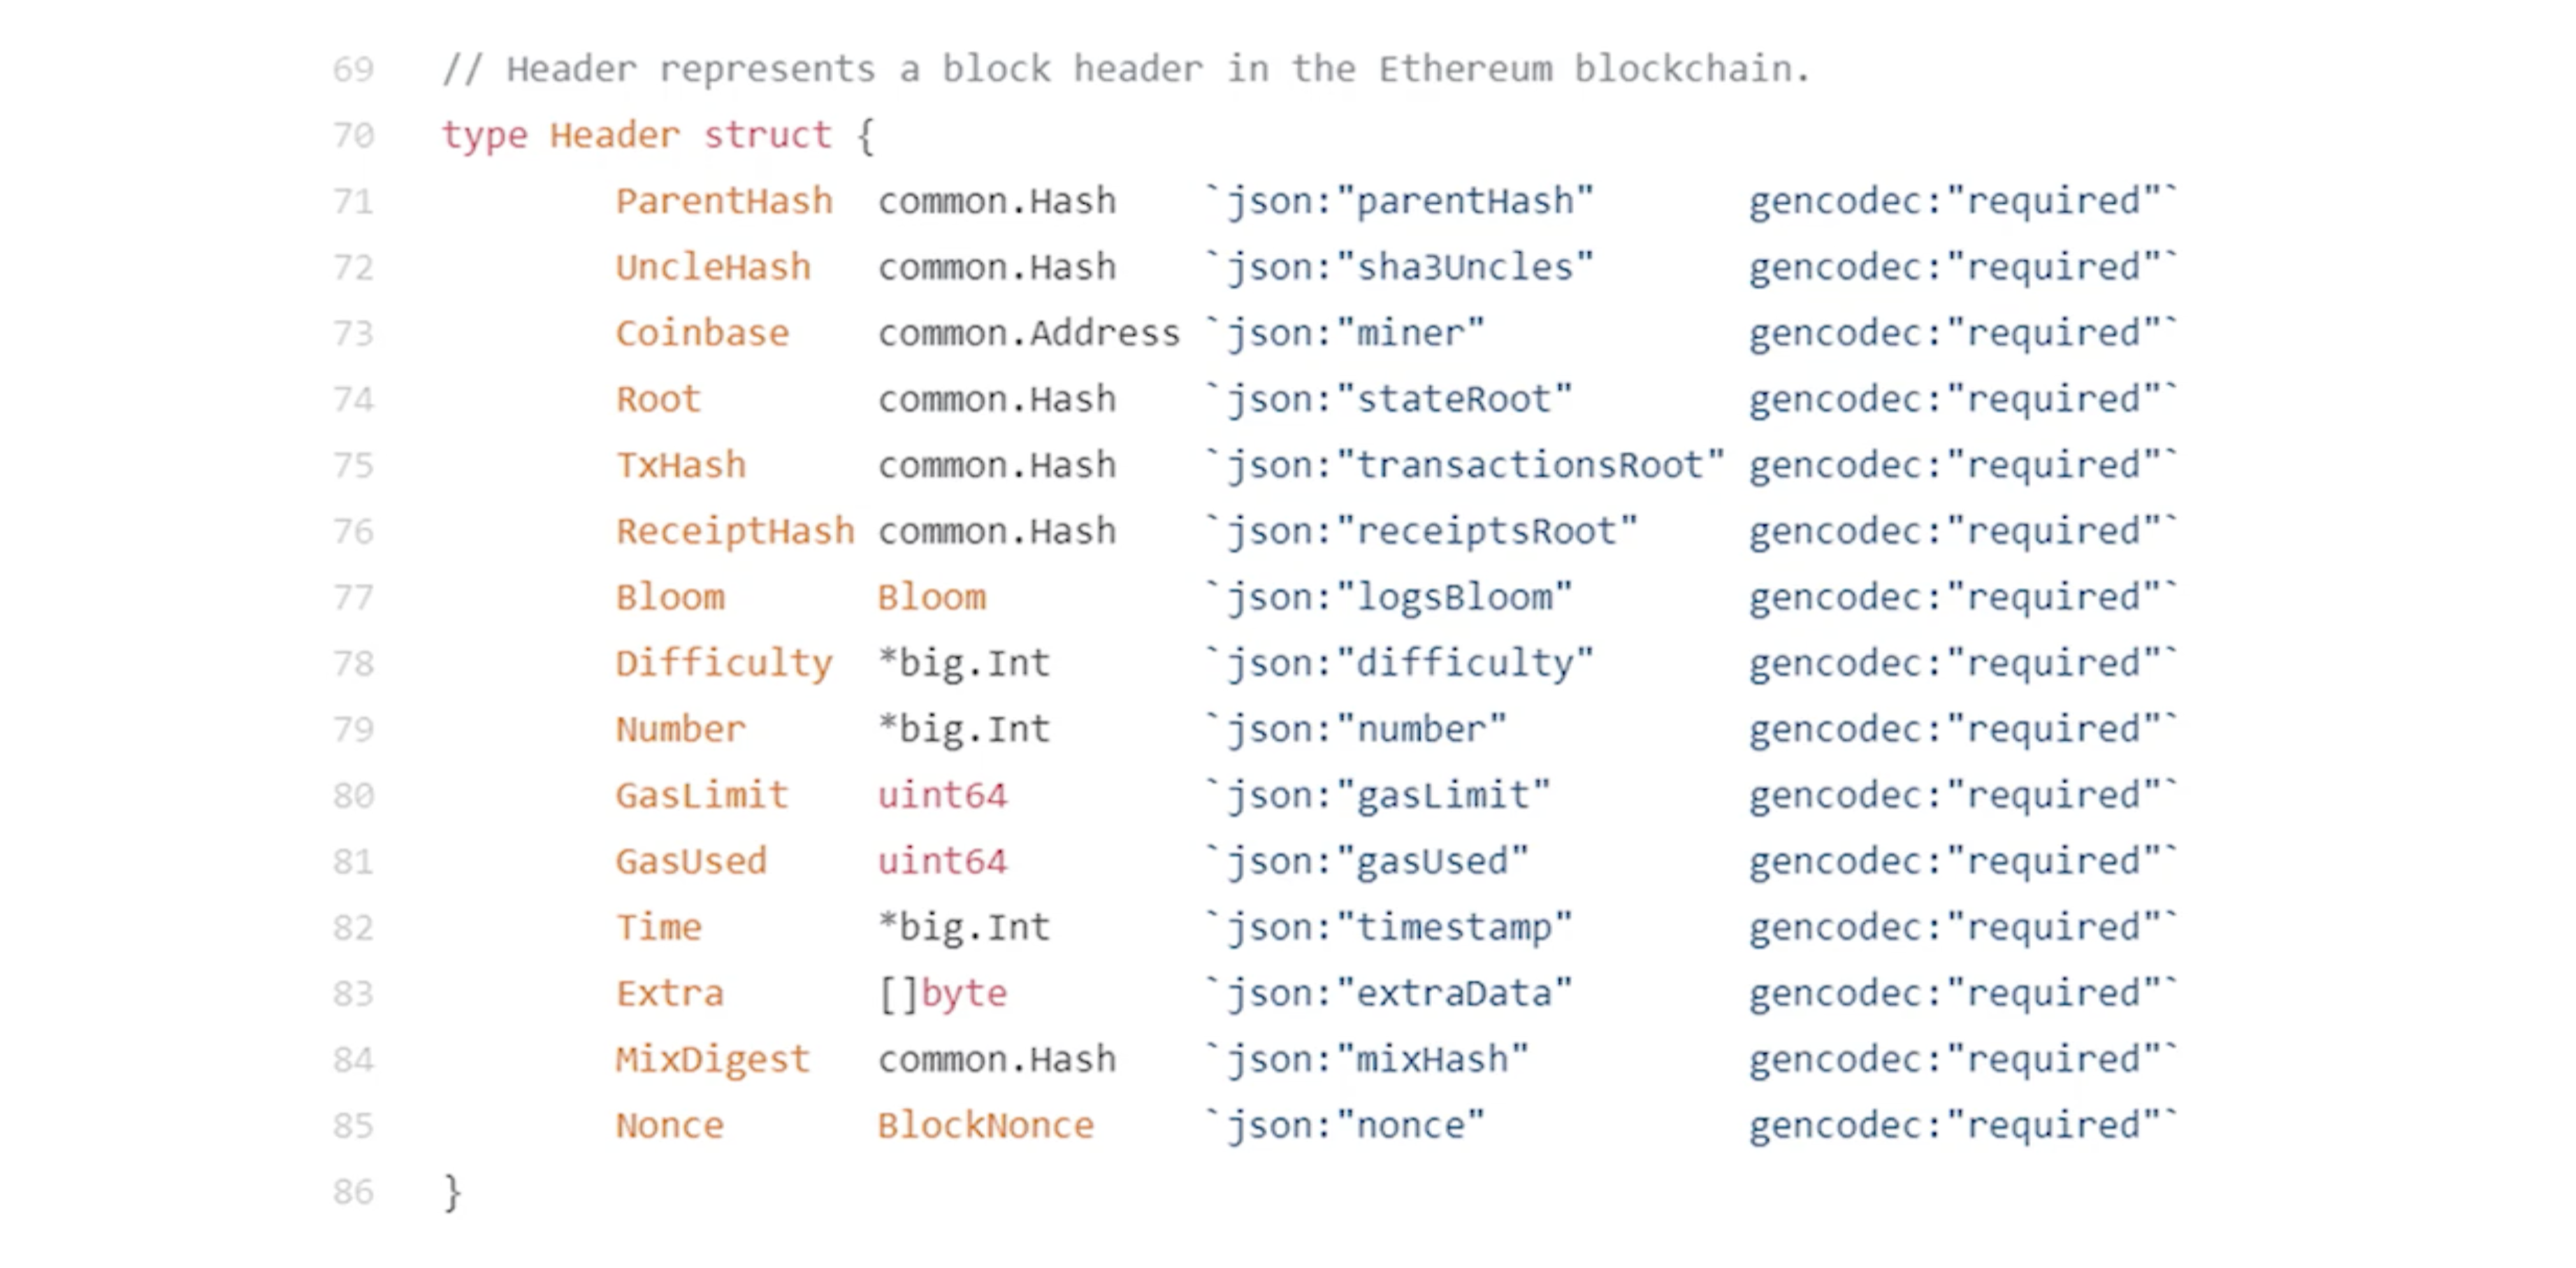 69 // Header represents a block header in the Ethereum blockchain.
70 type Header struct {
71 ParentHash common.Hash `json:"parentHash" gencodec:"required"`
72 UncleHash common.Hash `json:"sha3Uncles" gencodec:"required"`
73 Coinbase common.Address `json:"miner" gencodec:"required"`
74 Root common.Hash `json:"stateRoot" gencodec:"required"`
75 TxHash common.Hash `json:"transactionsRoot" gencodec:"required"`
76 ReceiptHash common.Hash `json:"receiptsRoot" gencodec:"required"`
77 Bloom Bloom `json:"logsBloom" gencodec:"required"`
78 Difficulty *big.Int `json:"difficulty" gencodec:"required"`
79 Number *big.Int `json:"number" gencodec:"required"`
80 GasLimit uint64 `json:"gasLimit" gencodec:"required"`
81 GasUsed uint64 `json:"gasUsed" gencodec:"required"`
82 Time *big.Int `json:"timestamp" gencodec:"required"`
83 Extra []byte `json:"extraData" gencodec:"required"`
84 MixDigest common.Hash `json:"mixHash" gencodec:"required"`
85 Nonce BlockNonce `json:"nonce" gencodec:"required"`
86 }